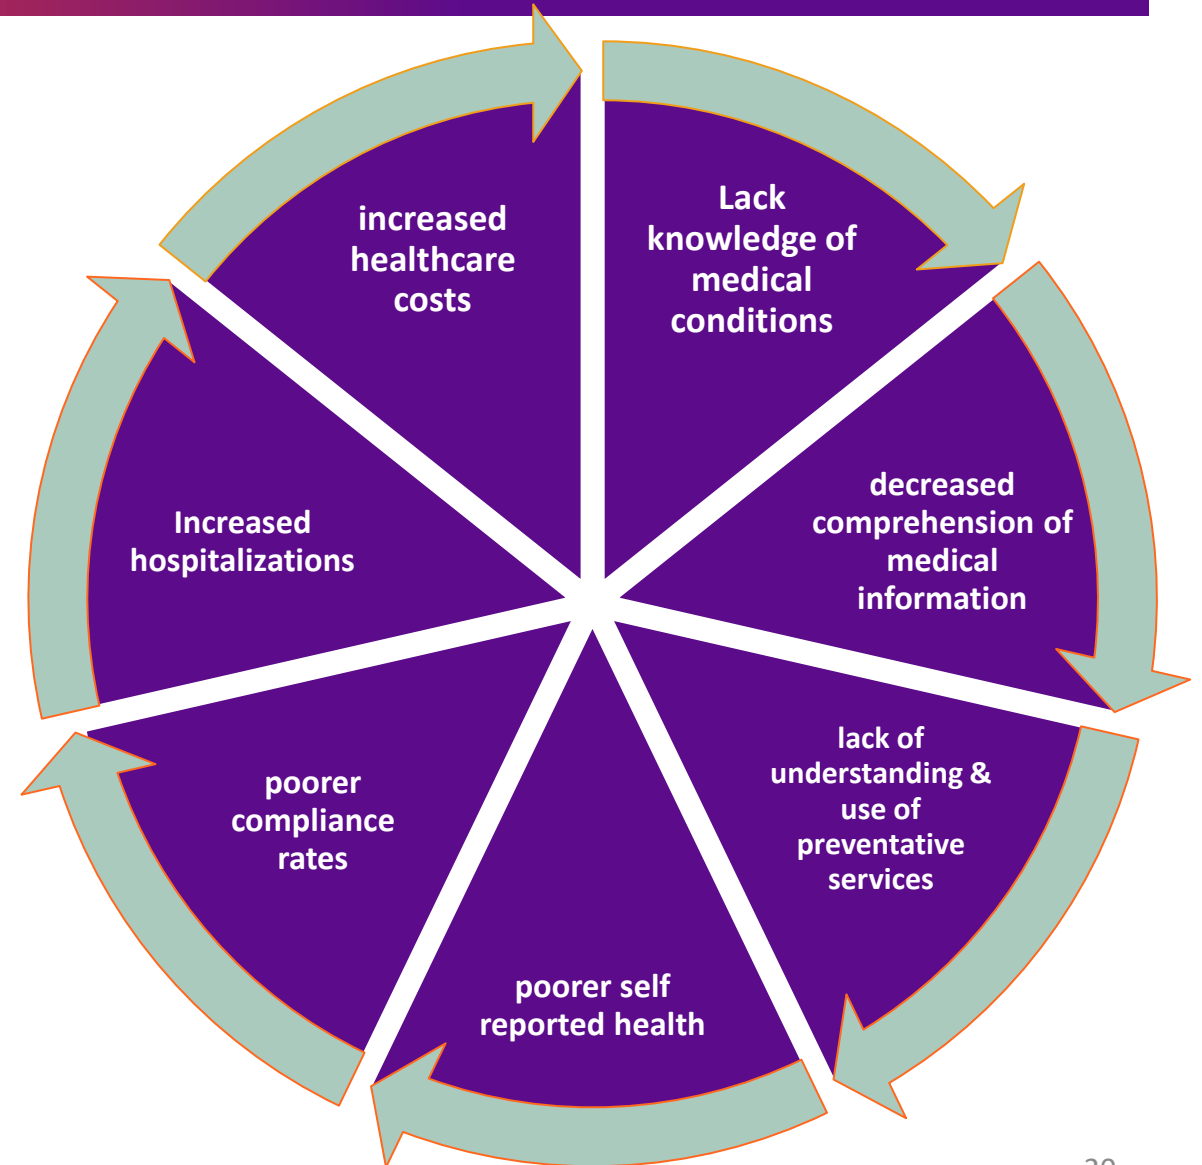 Lack
knowledge of
medical
conditions
decreased
comprehension of
medical
information
lack of
understanding &
use of
preventative
services
poorer self
reported health
poorer
compliance
rates
Increased
hospitalizations
increased
healthcare
costs